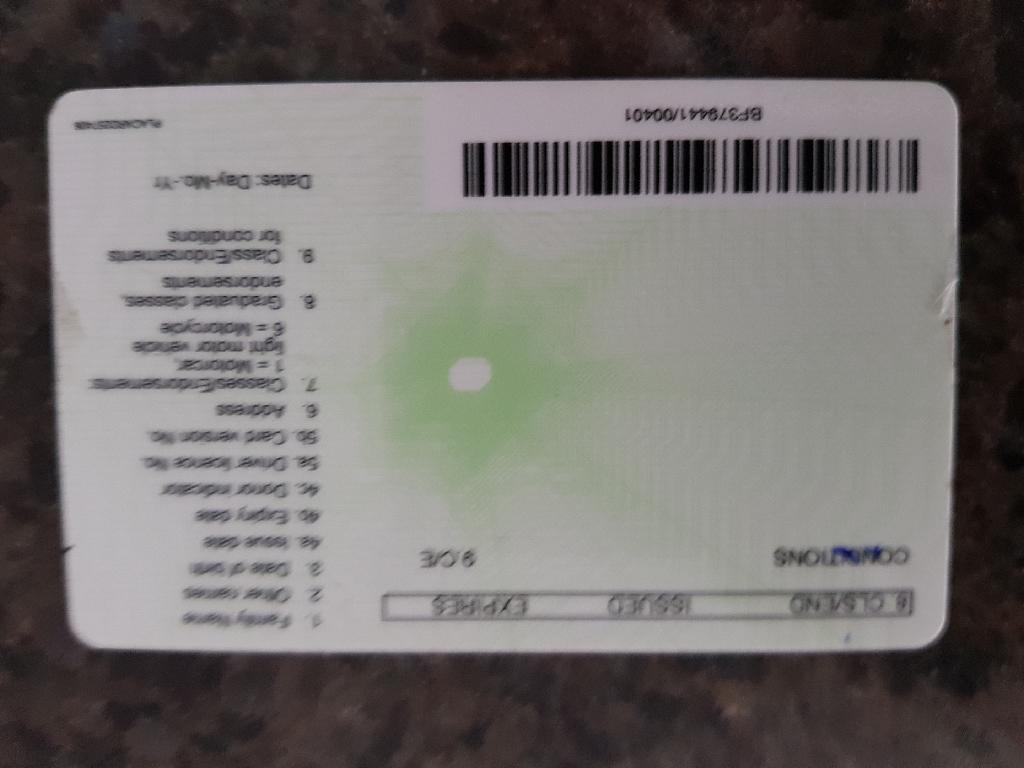 1. Family Name
2. Other names
3. Date of birth
4a. Issue date
4b. Expiry date
4c. Donor indicator
5a. Driver licence No.
5b. Card version No.
6. Address
7. Classes/Endorsements:
1 = Motorcar,
light motor vehicle
6 = Motorcycle
8. Graduated classes,
endorsements
9. Class/Endorsements
for conditions
Dates: Day-Mo.-Yr
8 CLS/END ISSUED EXPIRES
CONDITIONS 9.C/E
BF379441/00401